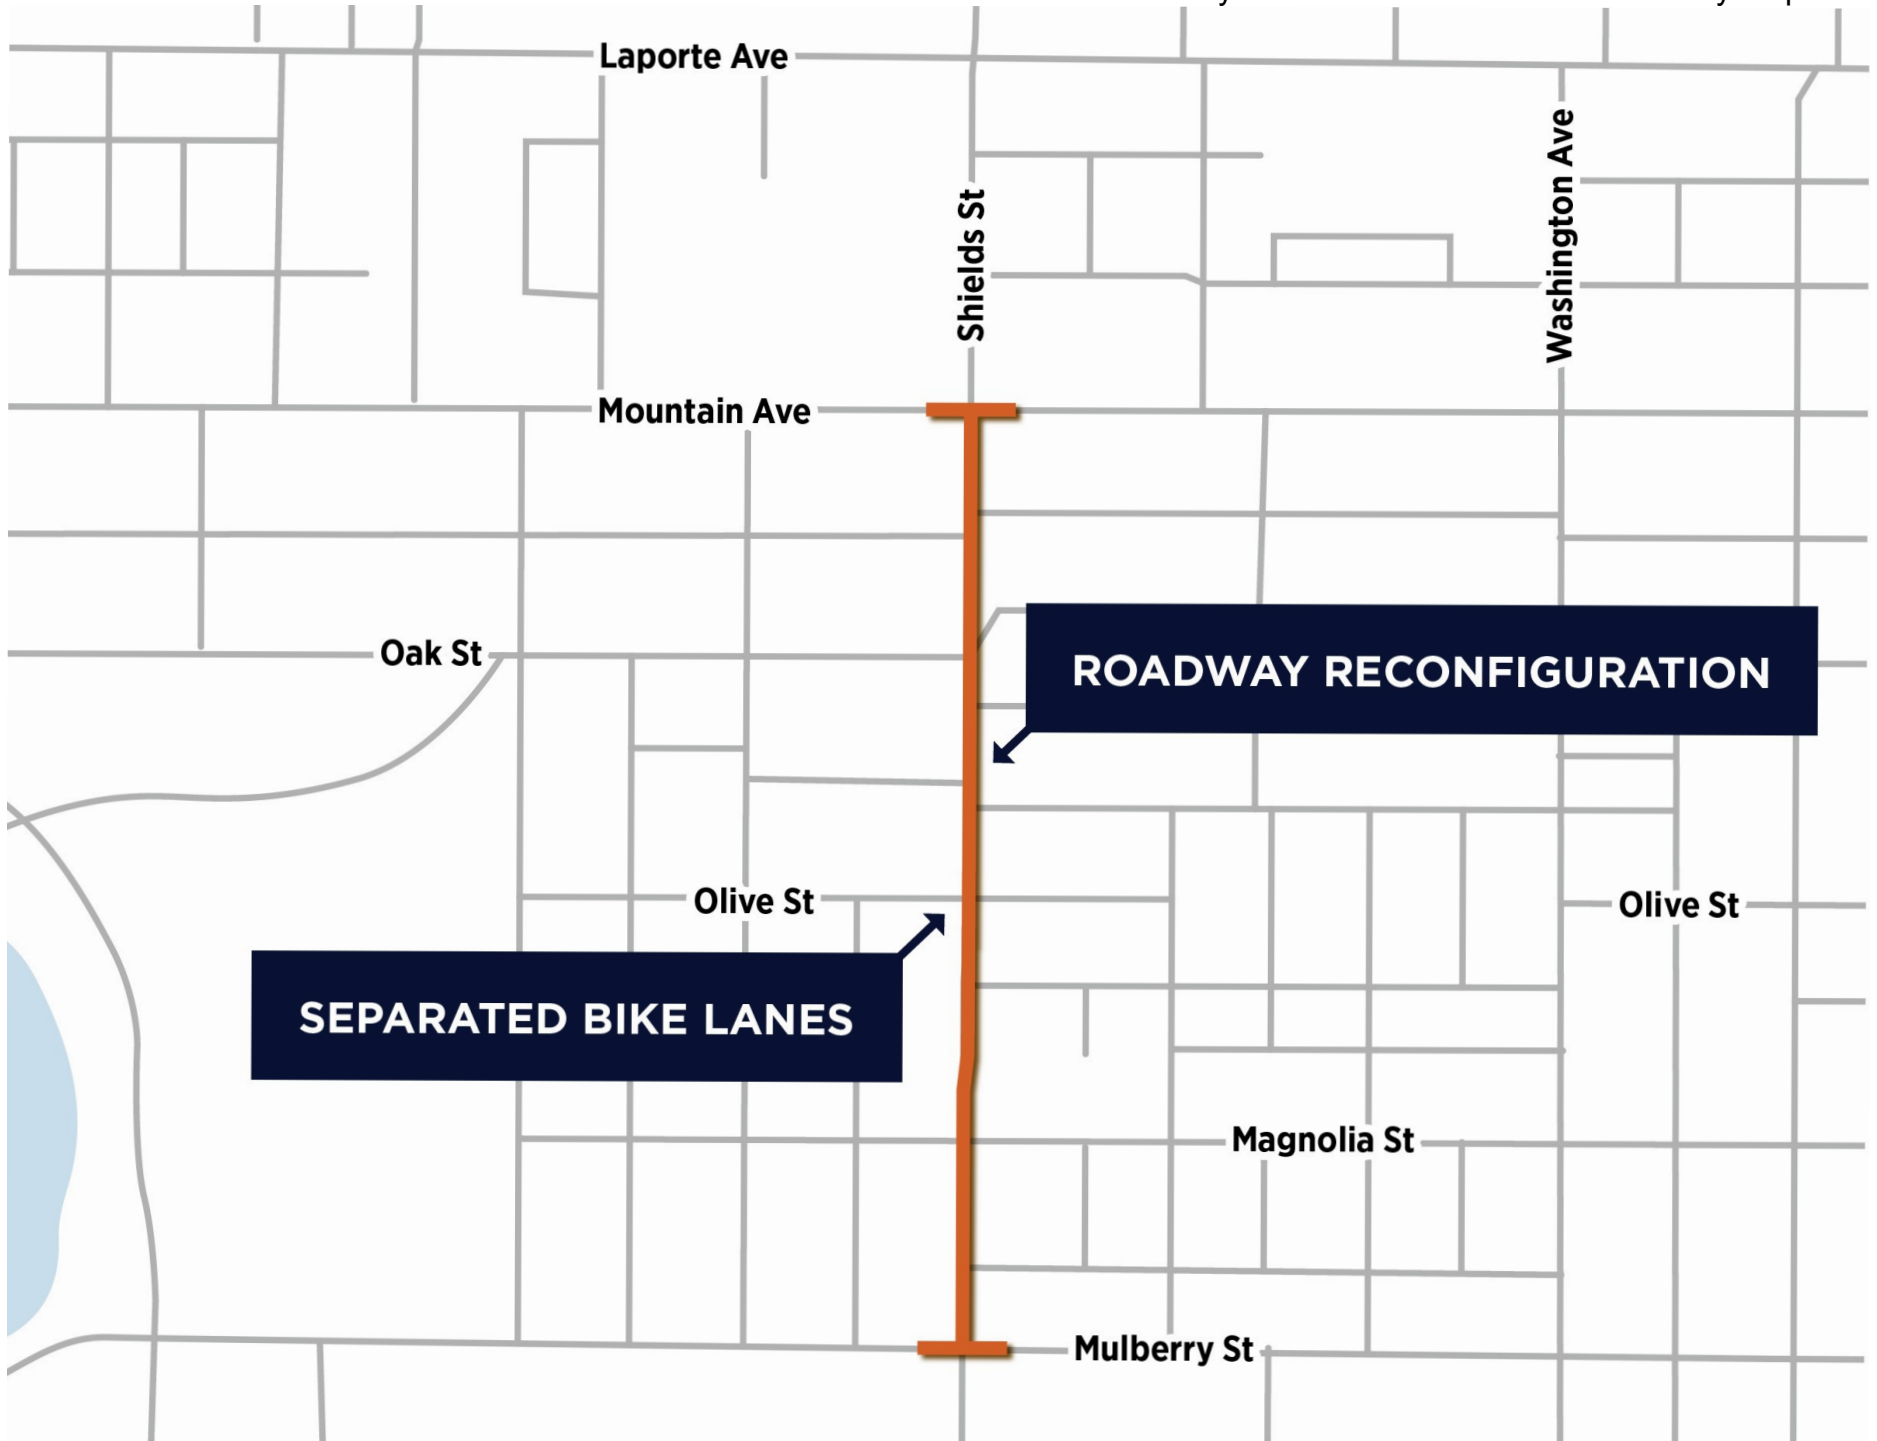 Laporte Ave
Washington Ave
Shields St
Mountain Ave
Oak St
ROADWAY RECONFIGURATION
Olive St
Olive St
SEPARATED BIKE LANES
Magnolia St
Mulberry St